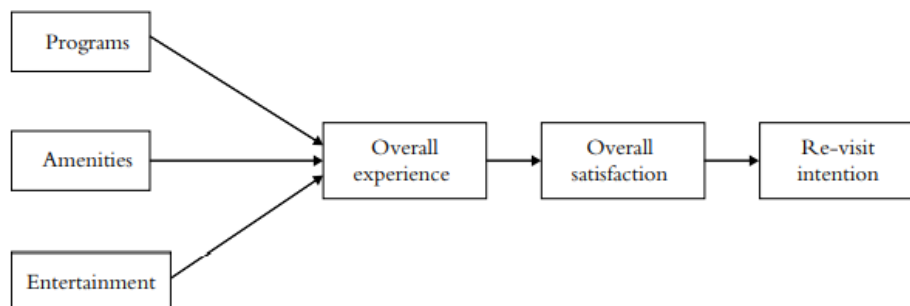 Programs
Amenities
Entertainment
Overall
experience
Overall
satisfaction
Re-visit
intention